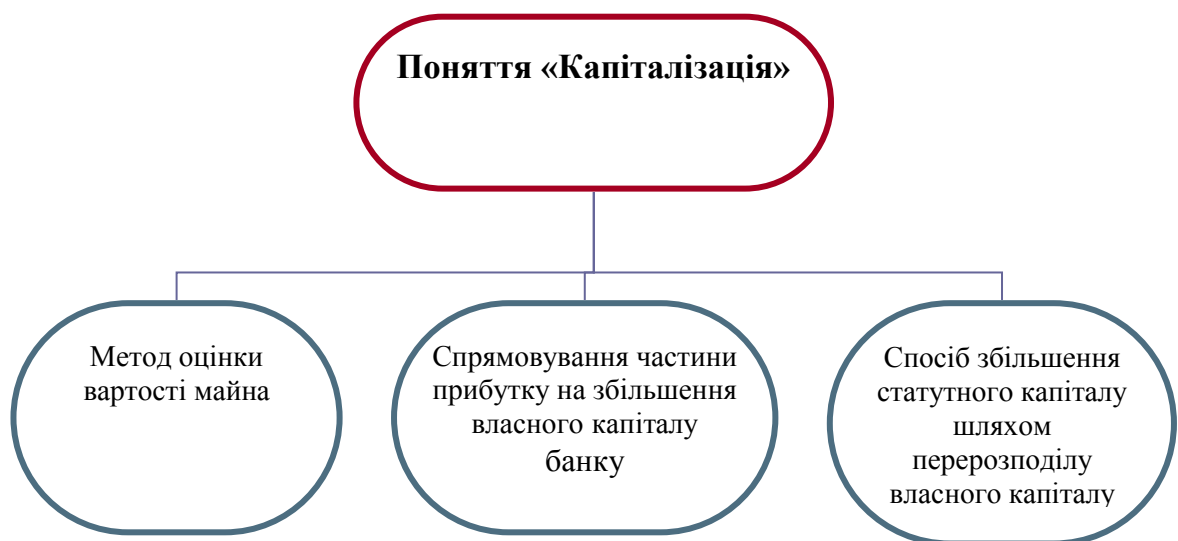 Поняття «Капіталізація»
Метод оцінки
вартості майна
Спрямовування частини
прибутку на збільшення
власного капіталу
банку
Спосіб збільшення
статутного капіталу
шляхом
перерозподілу
власного капіталу